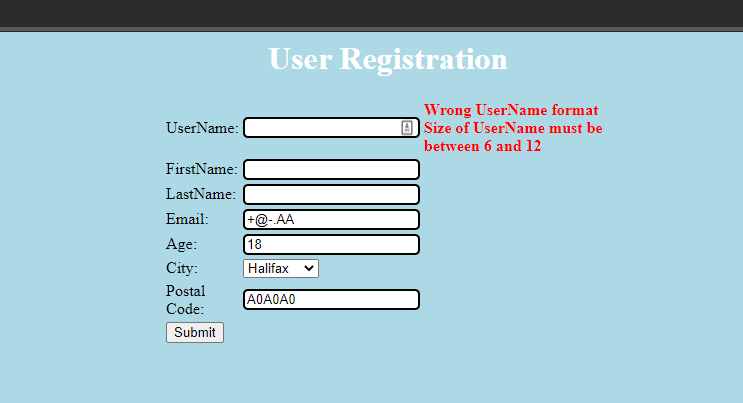 User Registration
Wrong UserName format
UserName: Size of UserName must be
between 6 and 12
FirstName:
LastName:
Email: +@-.AA
Age: 18
City: Halifax
Postal
Code: A0A0A0
Submit